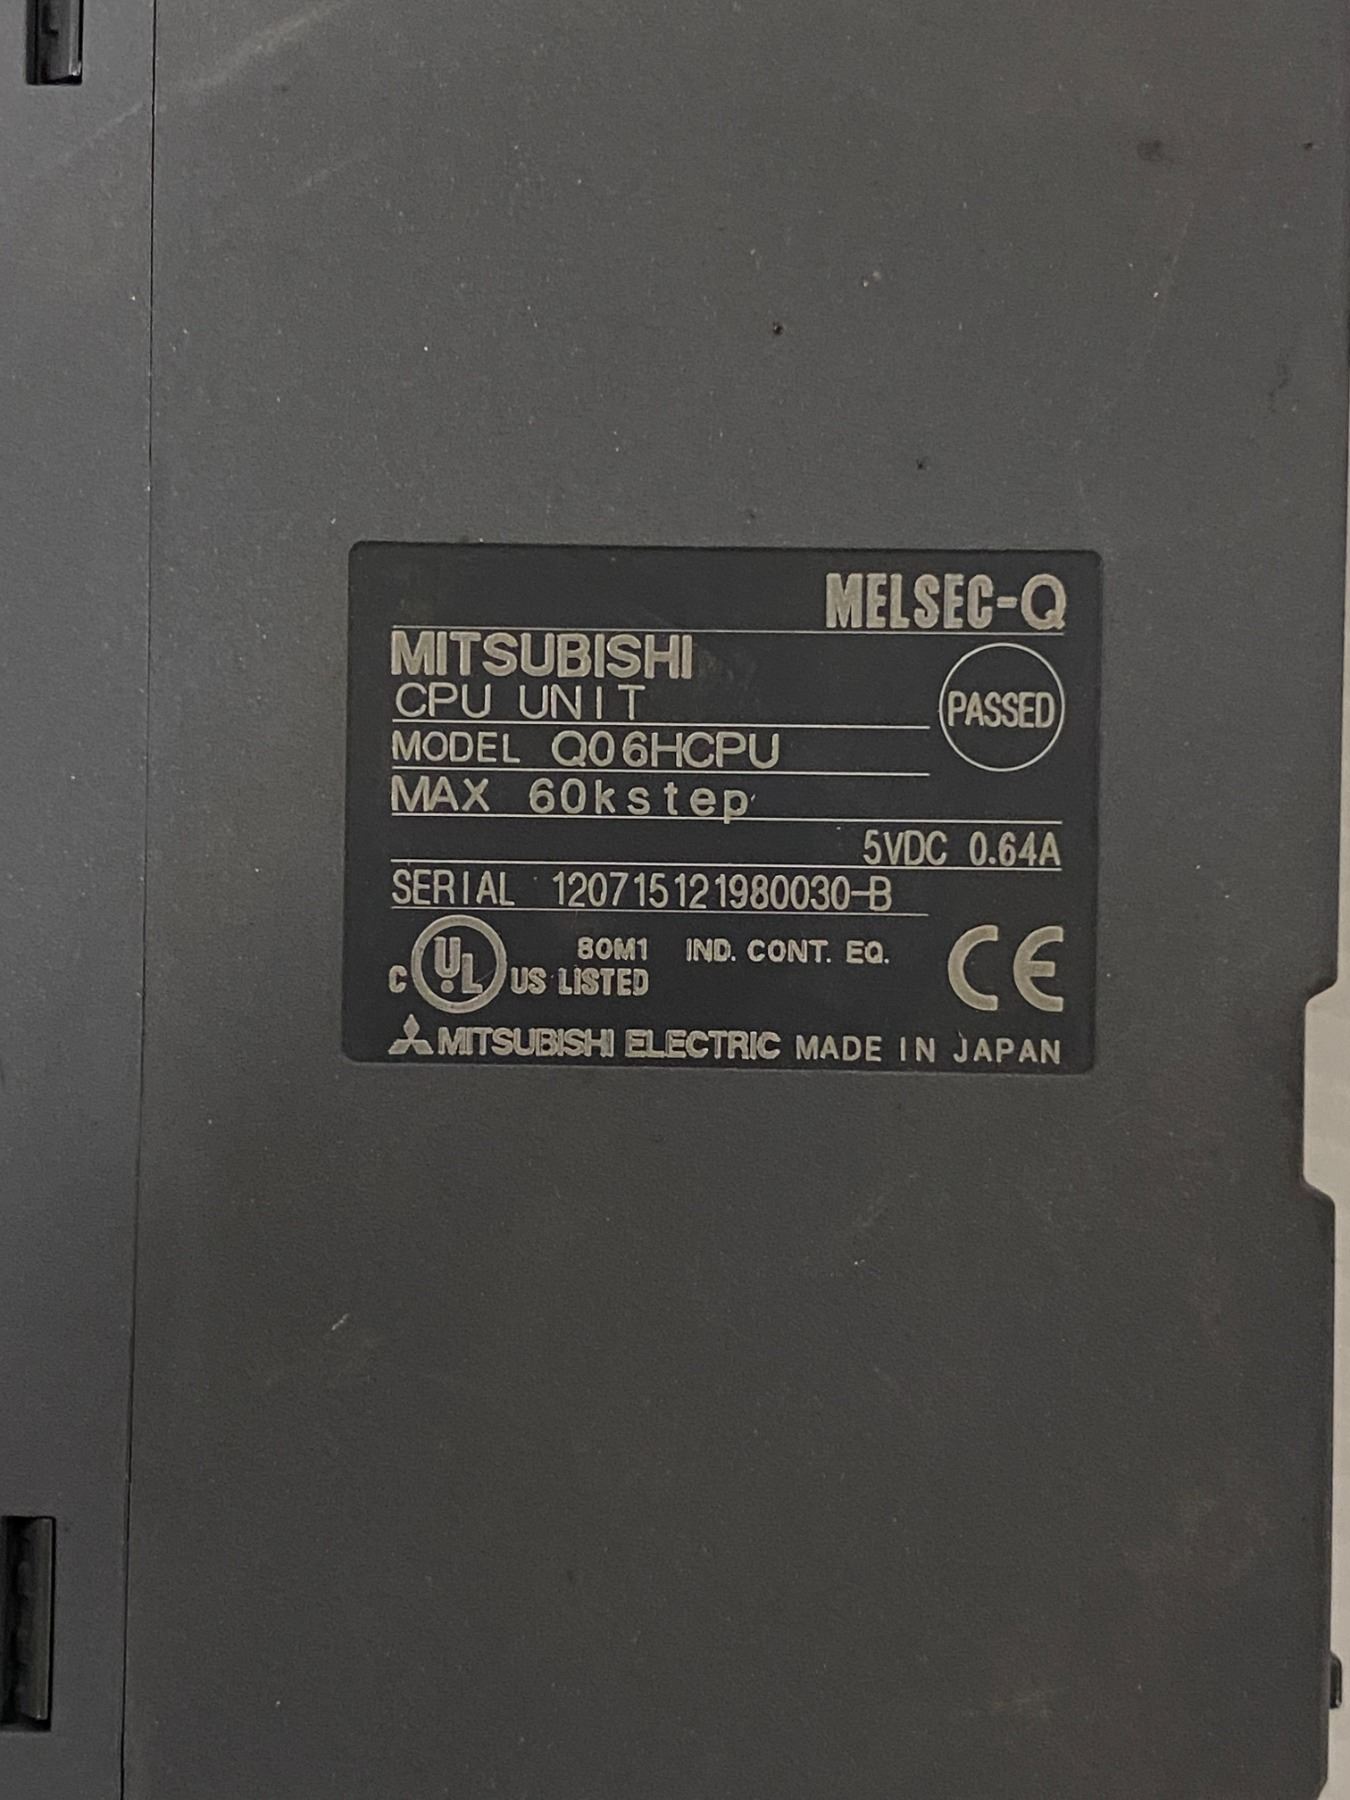 MELSEC-Q
MITSUBISHI
CPU UNIT
PASSED
MODEL Q06HCPU
MAX 60kstep
5VDC 0.64A
SERIAL 120715121980030-B
C UL US LISTED
80M1 IND. CONT. EQ.
CE
MITSUBISHI ELECTRIC MADE IN JAPAN